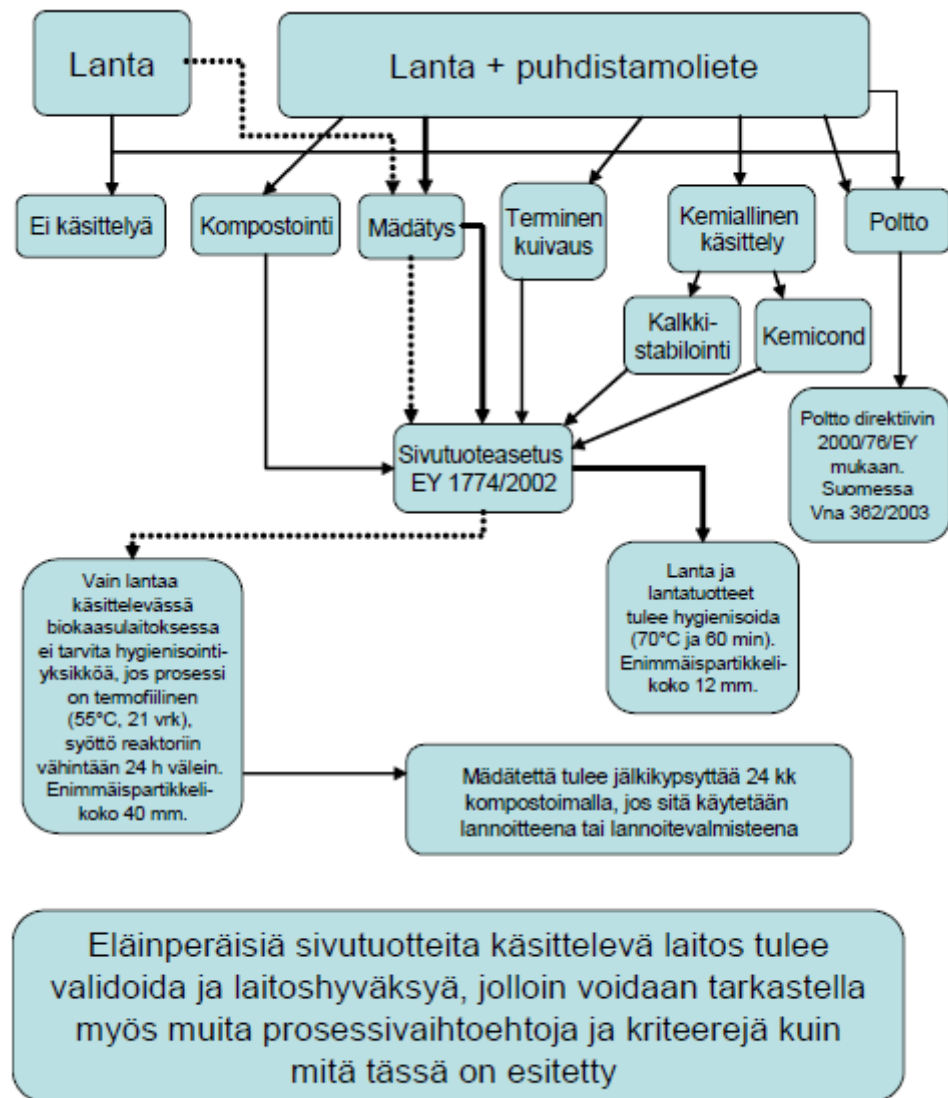 Lanta
Lanta + puhdistamoliete
Ei käsittelyä
Kompostointi
Mädätys
Terminen
kuivaus
Kemiallinen
käsittely
Poltto
Kalkki-
stabilointi
Kemicond
Sivutuoteasetus
EY 1774/2002
Poltto direktiivin
2000/76/EY
mukaan.
Suomessa
Vna 362/2003
Vain lantaa
käsittelevässä
biokaasulaitoksessa
ei tarvita hygienisointi-
yksikköä, jos prosessi
on termofiilinen
(55°C, 21 vrk),
syöttö reaktoriin
vähintään 24 h välein.
Enimmäispartikkeli-
koko 40 mm.
Lanta ja
lantatuotteet
tulee hygienisoida
(70°C ja 60 min).
Enimmäispartikkeli-
koko 12 mm.
Mädätettä tulee jälkikypsyttää 24 kk
kompostoimalla, jos sitä käytetään
lannoitteena tai lannoitevalmisteena
Eläinperäisiä sivutuotteita käsittelevä laitos tulee
validoida ja laitoshyväksyä, jolloin voidaan tarkastella
myös muita prosessivaihtoehtoja ja kriteerejä kuin
mitä tässä on esitetty